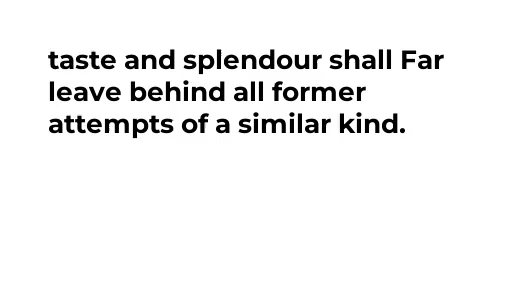 taste and splendour shall Far
leave behind all former
attempts of a similar kind.